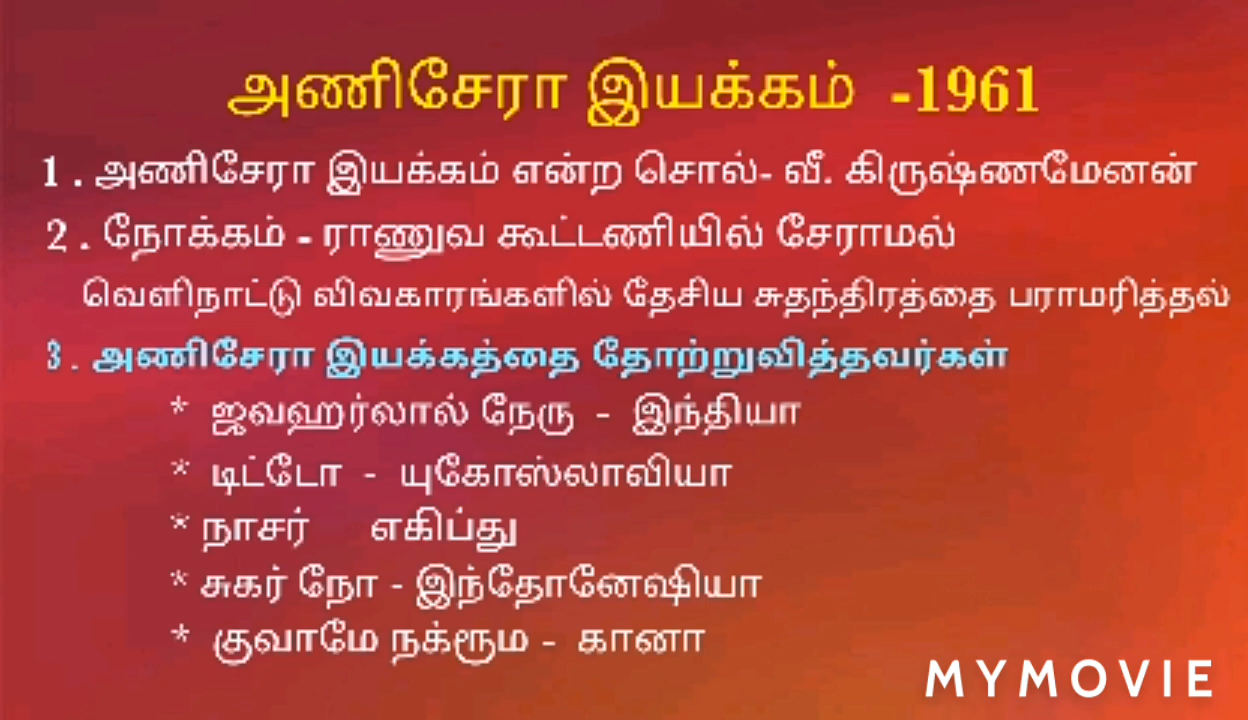 அணிசேரா இயக்கம் -1961
1 . அணிசேரா இயக்கம் என்ற சொல்- வீ. கிருஷ்ணமேனன்
2 . நோக்கம் - ராணுவ கூட்டணியில் சேராமல்
வெளிநாட்டு விவகாரங்களில் தேசிய சுதந்திரத்தை பராமரித்தல்
3 . அணிசேரா இயக்கத்தை தோற்றுவித்தவர்கள்
* ஜவஹர்லால் நேரு - இந்தியா
* டிட்டோ - யுகோஸ்லாவியா
* நாசர் எகிப்து
* சுகர் நோ - இந்தோனேஷியா
* குவாமே நக்ரூம - கானா
MYMOVIE